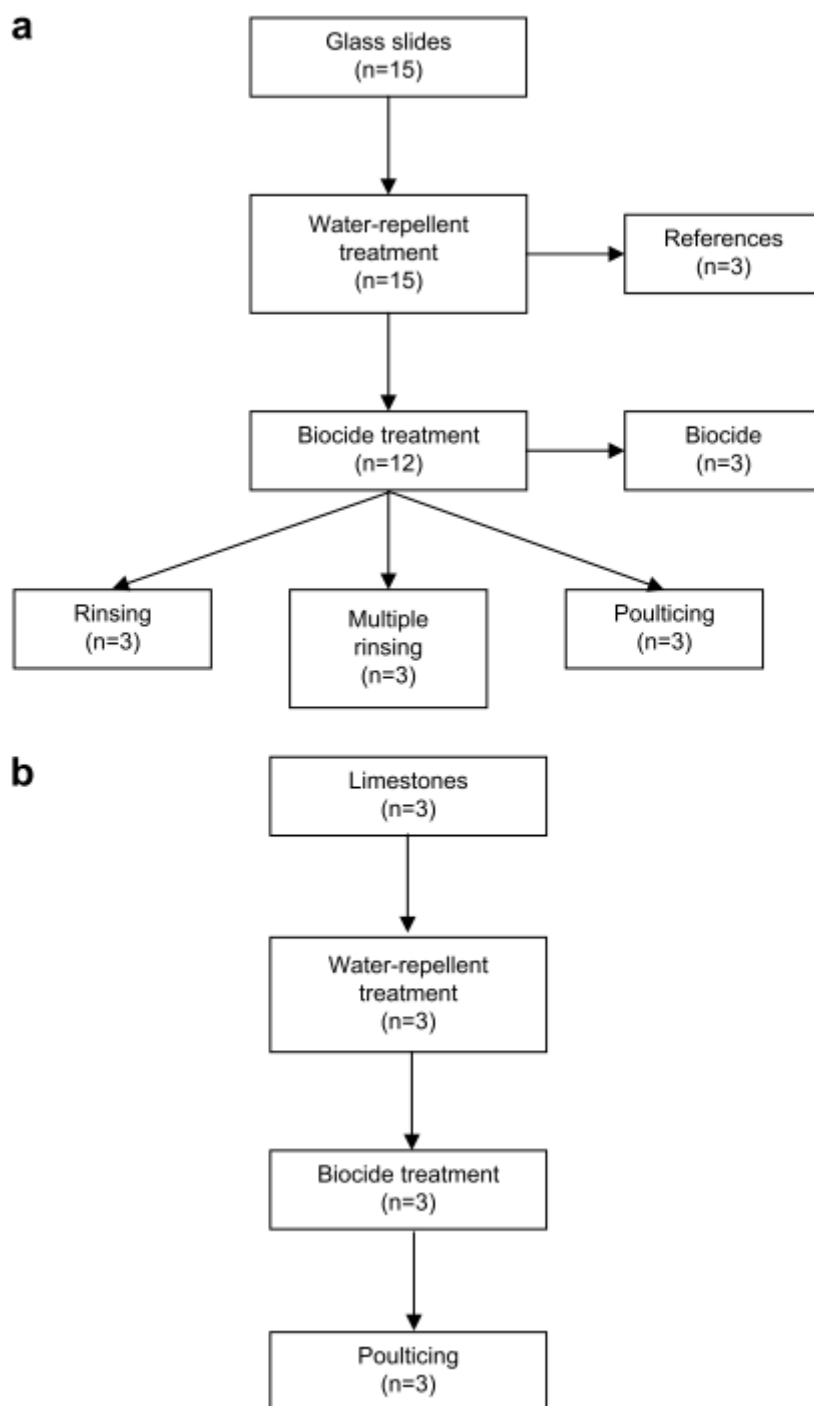 a
Glass slides
(n=15)
Water-repellent
treatment
(n=15)
References
(n=3)
Biocide treatment
(n=12)
Biocide
(n=3)
Rinsing
(n=3)
Multiple
rinsing
(n=3)
Poulticing
(n=3)
b
Limestones
(n=3)
Water-repellent
treatment
(n=3)
Biocide treatment
(n=3)
Poulticing
(n=3)